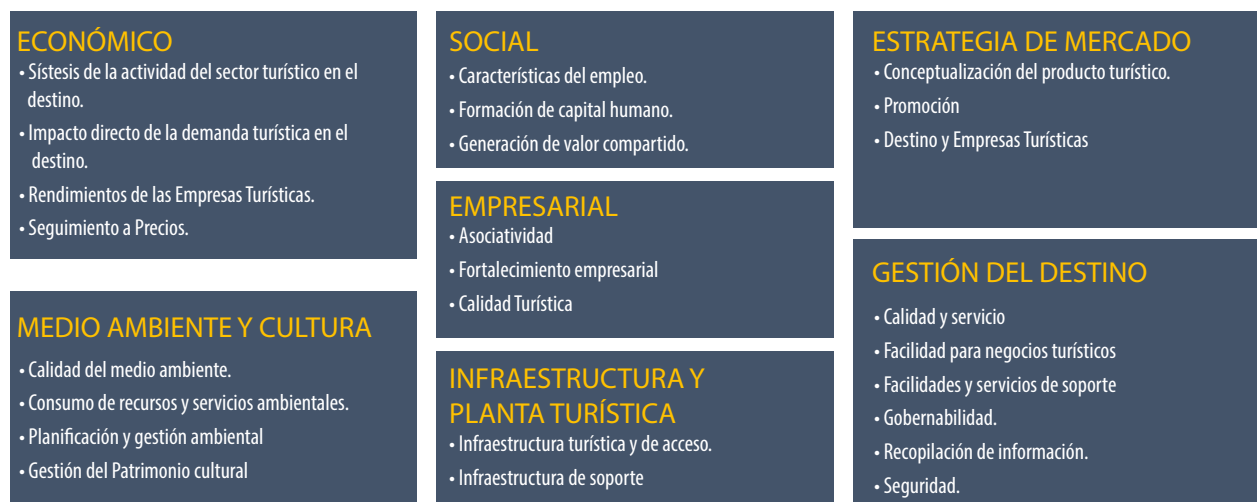 ECONÓMICO
• Sístesis de la actividad del sector turístico en el
destino.
• Impacto directo de la demanda turística en el
destino.
• Rendimientos de las Empresas Turísticas.
• Seguimiento a Precios.
MEDIO AMBIENTE Y CULTURA
• Calidad del medio ambiente.
• Consumo de recursos y servicios ambientales.
• Planificación y gestión ambiental
• Gestión del Patrimonio cultural
SOCIAL
• Características del empleo.
• Formación de capital humano.
• Generación de valor compartido.
EMPRESARIAL
• Asociatividad
• Fortalecimiento empresarial
• Calidad Turística
INFRAESTRUCTURA Y
PLANTA TURÍSTICA
• Infraestructura turística y de acceso.
• Infraestructura de soporte
ESTRATEGIA DE MERCADO
• Conceptualización del producto turístico.
• Promoción
• Destino y Empresas Turísticas
GESTIÓN DEL DESTINO
• Calidad y servicio
• Facilidad para negocios turísticos
• Facilidades y servicios de soporte
• Gobernabilidad.
• Recopilación de información.
• Seguridad.